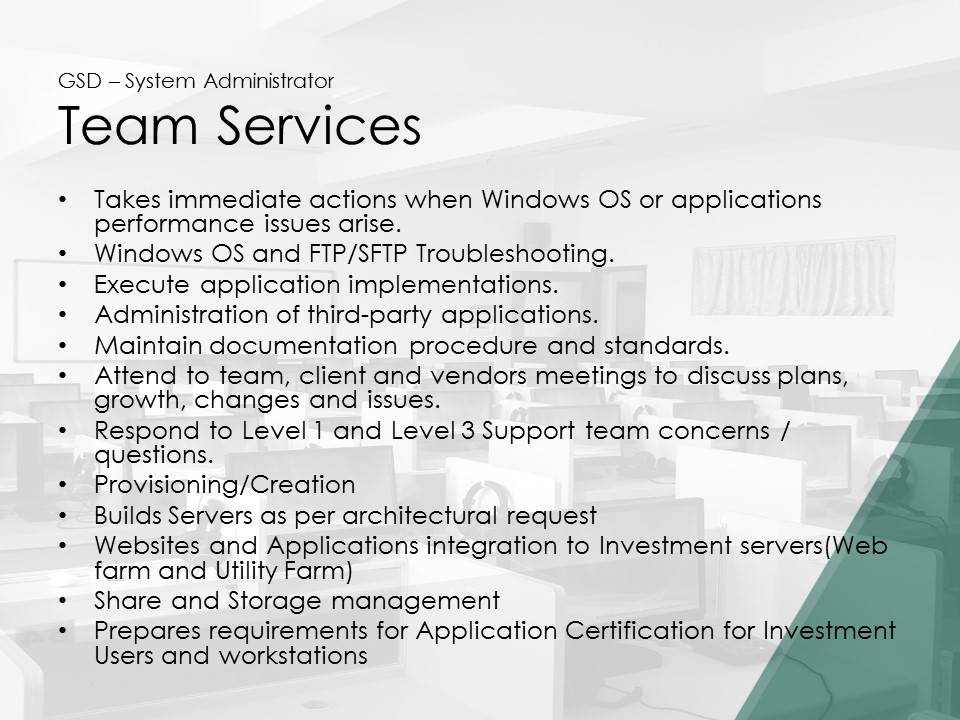 GSD – System Administrator
Team Services
• Takes immediate actions when Windows OS or applications
performance issues arise.
• Windows OS and FTP/SFTP Troubleshooting.
• Execute application implementations.
• Administration of third-party applications.
• Maintain documentation procedure and standards.
• Attend to team, client and vendors meetings to discuss plans,
growth, changes and issues.
• Respond to Level 1 and Level 3 Support team concerns /
questions.
• Provisioning/Creation
• Builds Servers as per architectural request
• Websites and Applications integration to Investment servers(Web
farm and Utility Farm)
• Share and Storage management
• Prepares requirements for Application Certification for Investment
Users and workstations